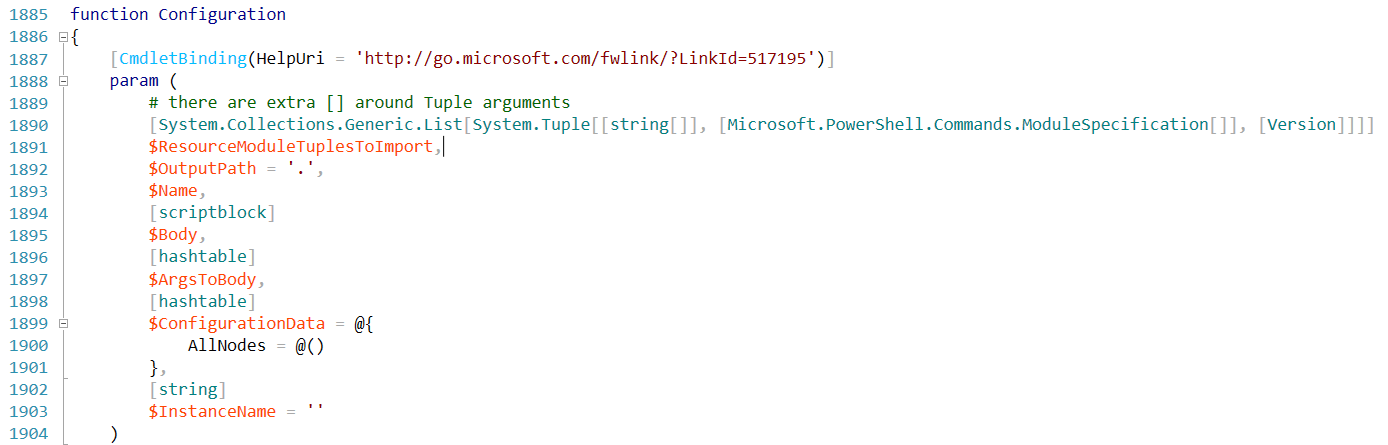 1885 function Configuration
1886 {
1887     [CmdletBinding(HelpUri = 'http://go.microsoft.com/fwlink/?LinkId=517195')]
1888     param (
1889         # there are extra [] around Tuple arguments
1890         [System.Collections.Generic.List[System.Tuple[[string[]], [Microsoft.PowerShell.Commands.ModuleSpecification[]], [Version]]]]
1891         $ResourceModuleTuplesToImport,
1892         $OutputPath = '.',
1893         $Name,
1894         [scriptblock]
1895         $Body,
1896         [hashtable]
1897         $ArgsToBody,
1898         [hashtable]
1899         $ConfigurationData = @{
1900             AllNodes = @()
1901         },
1902         [string]
1903         $InstanceName = ''
1904     )